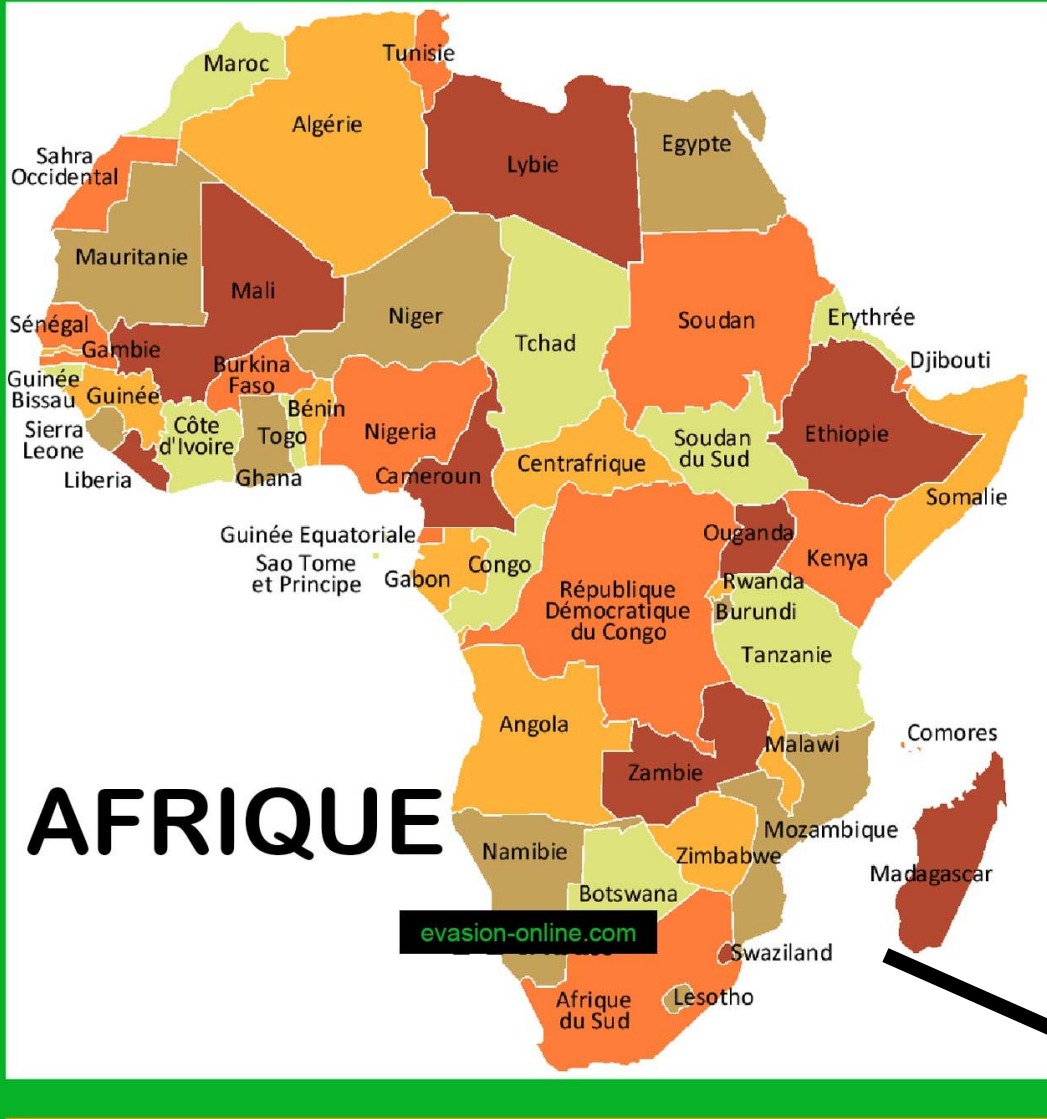 Tunisie
Maroc
Algérie
Egypte
Lybie
Sahra
Occidental
Mauritanie
Mali
Niger
Sénégal
Soudan
Erythrée
Tchad
Gambie
Djibouti
Burkina
Faso
Guinée
Bissau
Guinée
Bénin
Côte
d'Ivoire
Togo
Nigeria
Soudan
du Sud
Ethiopie
Sierra
Leone
Centrafrique
Liberia
Ghana
Cameroun
Somalie
Guinée Equatoriale
Ouganda
Sao Tome
et Principe
Gabon
Congo
Kenya
Rwanda
République
Démocratique
du Congo
Burundi
Tanzanie
Angola
Comores
Malawi
Zambie
AFRIQUE
Mozambique
Namibie
Zimbabwe
Madagascar
Botswana
evasion-online.com
Swaziland
Lesotho
Afrique
du Sud